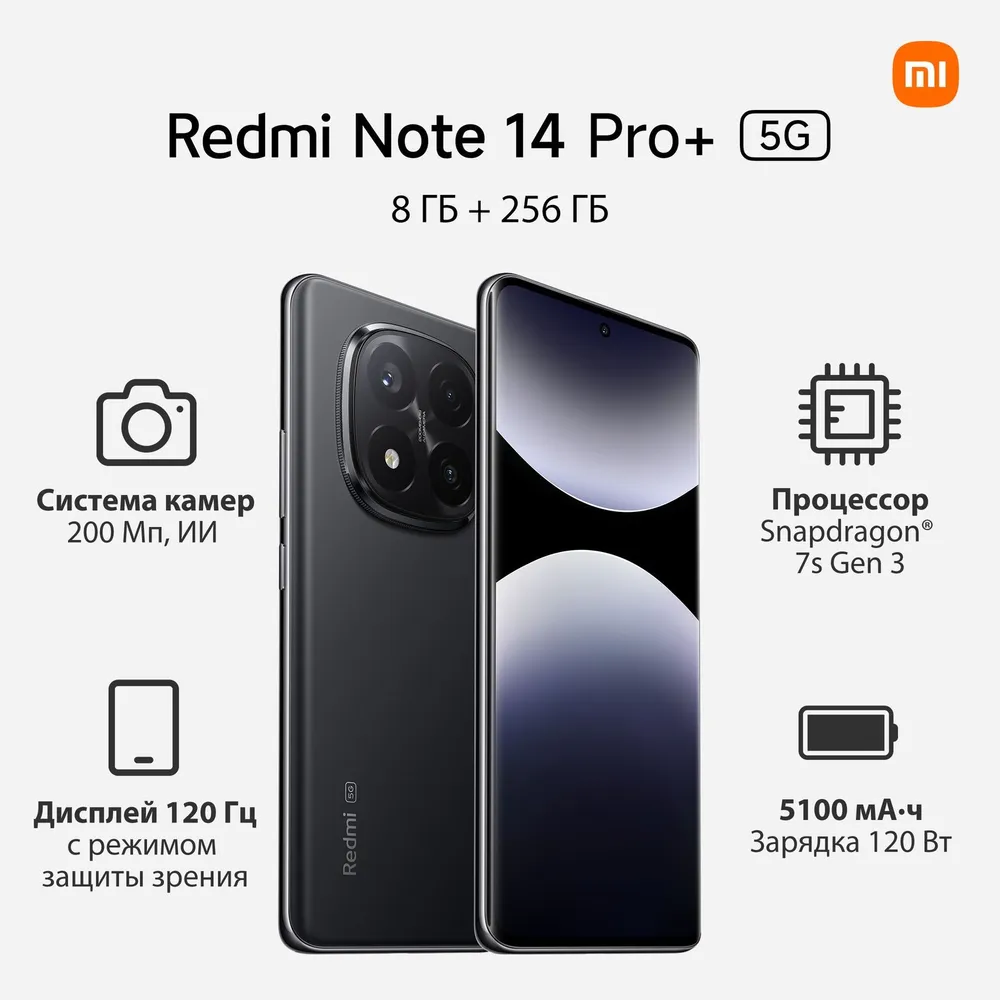 mi
Redmi Note 14 Pro+ 5G
8 ГБ + 256 ГБ
Система камер
200 Мп, ИИ
Процессор
Snapdragon®
7s Gen 3
Дисплей 120 Гц
с режимом
защиты зрения
5100 мА·ч
Зарядка 120 Вт
Redmi 5G